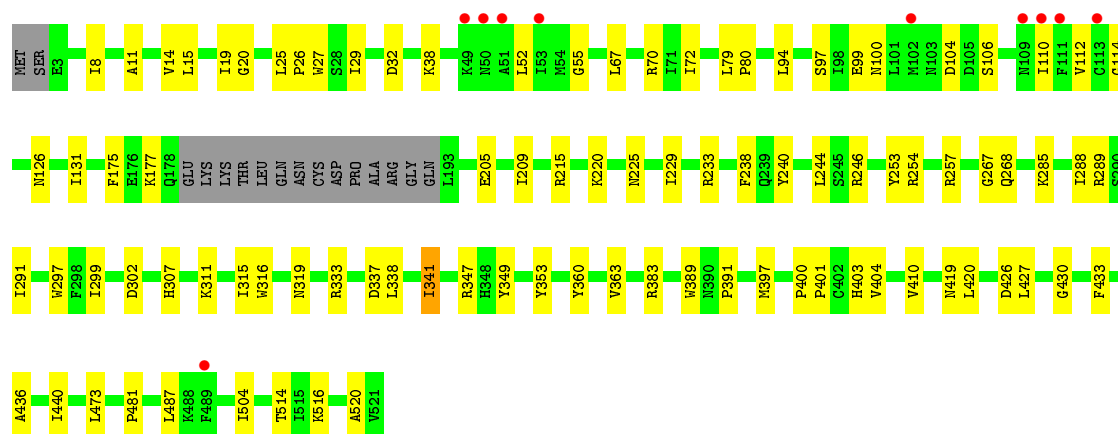 MET SER E3 I8 A11 V14 L15 I19 G20 L25 P26 W27 S28 I29 D32 K38 K49 N50 A51 L52 I53 M54 G55 L67 R70 I71 I72 L79 P80 L94 S97 I98 E99 N100 L101 M102 N103 D104 D105 S106 N109 I110 F111 V112 C113
N126 I131 F175 E176 K177 Q178 GLU LYS LYS THR LEU GLN ASN CYS ASP PRO ALA ARG GLY GLN L193 E205 I209 R215 K220 N225 I229 R233 F238 Q239 Y240 L244 S245 R246 Y253 R254 R257 G267 Q268 K285 I288 R289
I291 W297 F298 I299 D302 H307 K311 I315 W316 N319 R333 D337 L338 I341 R347 H348 Y349 Y353 Y360 V363 R383 W389 N390 P391 M397 P400 P401 C402 H403 V404 V410 N419 L420 D426 L427 G430 F433
A436 I440 L473 P481 L487 K488 F489 I504 T514 I515 K516 A520 V521